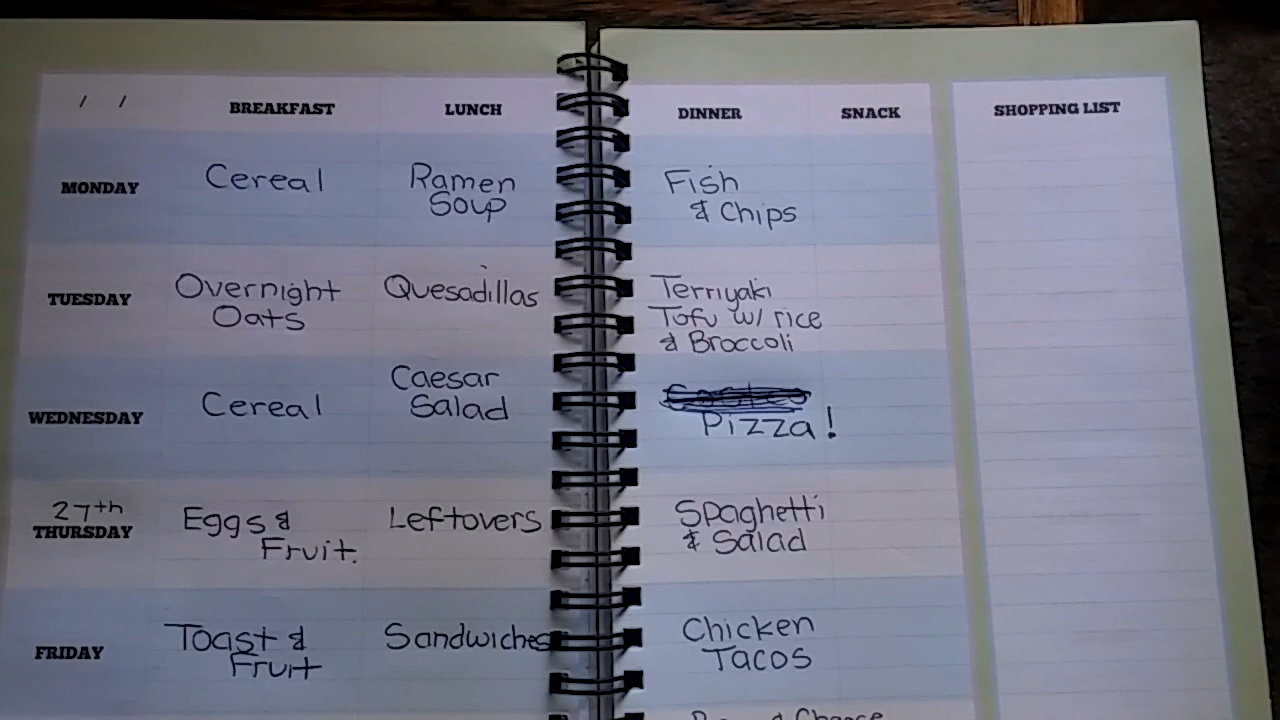 / / BREAKFAST LUNCH DINNER SNACK SHOPPING LIST
MONDAY
Cereal
Ramen
Soup
Fish
& Chips
TUESDAY
Overnight
Oats
Quesadillas
Terriyaki
Tofu w/ rice
& Broccoli
WEDNESDAY
Cereal
Caesar
Salad
Pizza!
27th
THURSDAY
Eggs &
Fruit.
Leftovers
Spaghetti
& Salad
FRIDAY
Toast &
Fruit
Sandwiches
Chicken
Tacos